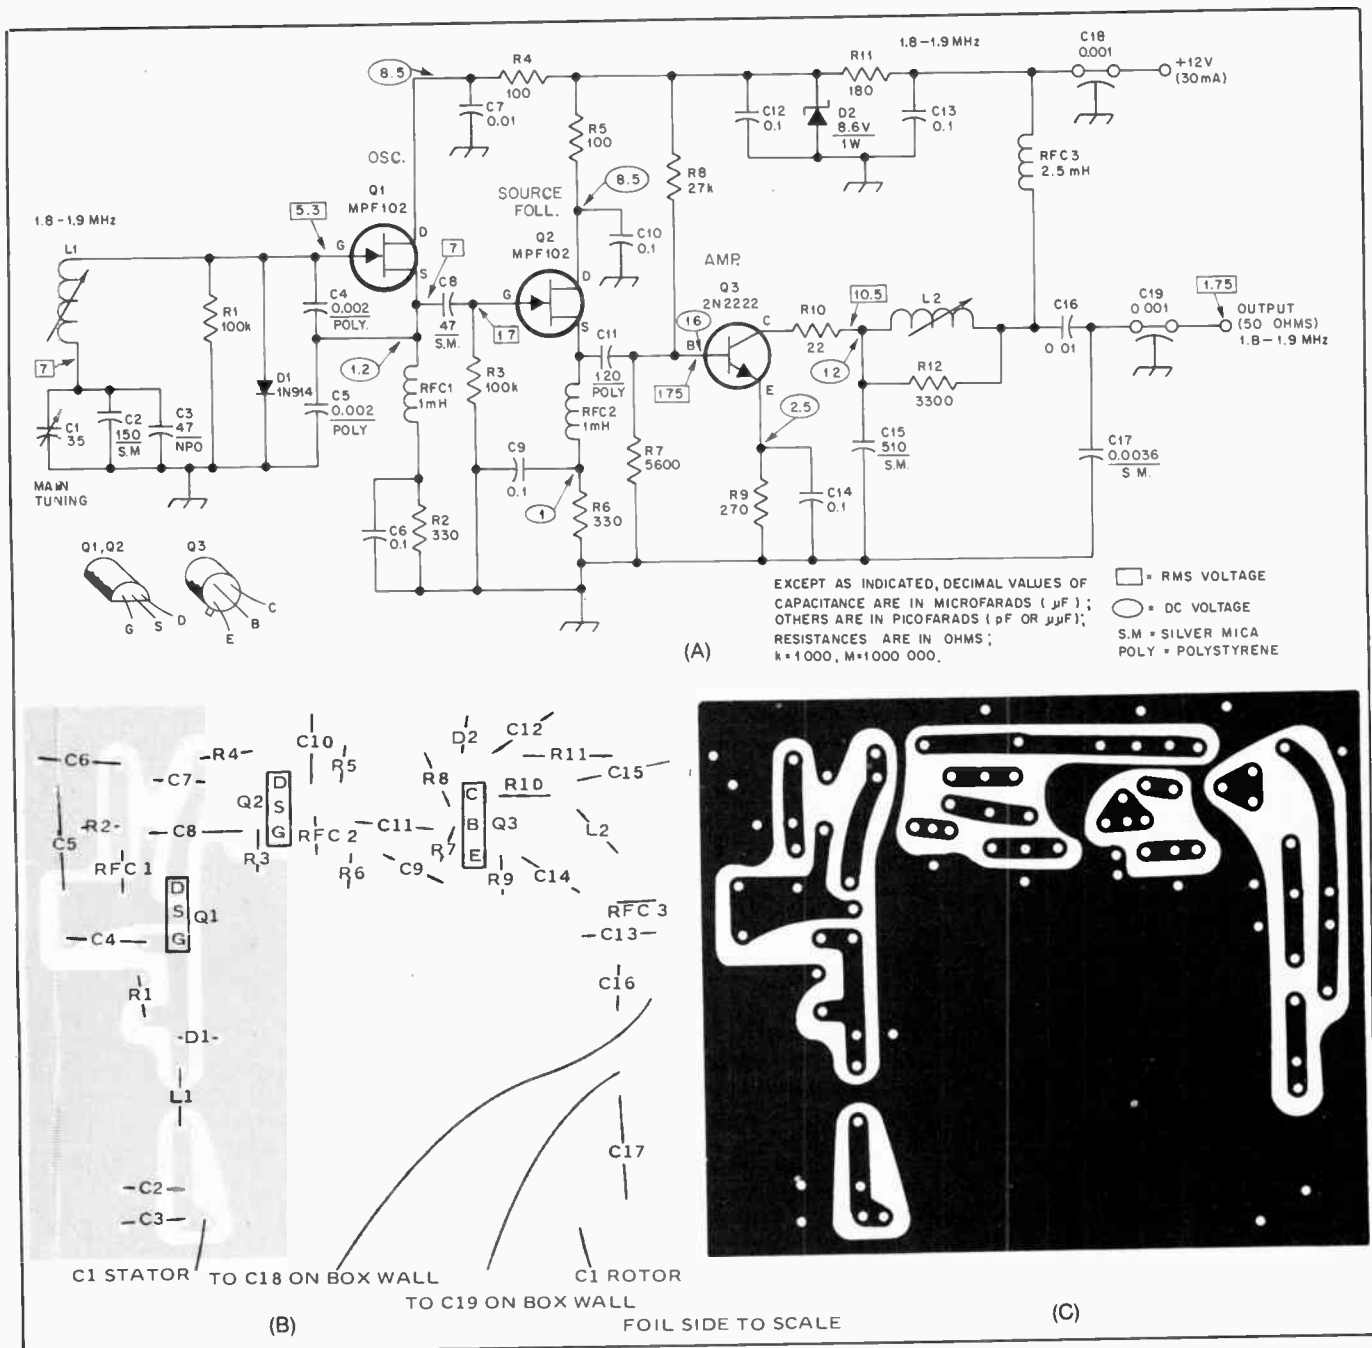 1.8-1.9 MHz
C18
0.001
+12V
(30mA)
R4
100
8.5
C7
0.01
R11
180
C12
0.1
D2
8.6V
1W
C13
0.1
R5
100
R8
27k
RFC3
2.5mH
OSC.
Q1
MPF102
D
G
S
5.3
SOURCE
FOLL.
8.5
Q2
MPF102
C10
0.1
D
G
S
1.8-1.9 MHz
L1
7
R1
100k
C4
0.002
POLY.
7
C8
47
S.M.
17
AMP.
Q3
2N2222
16
B
C
E
175
R10
22
10.5
12
L2
R12
3300
C16
0 01
C19
0 001
1.75
OUTPUT
(50 OHMS)
1.8-1.9 MHz
C1
35
C2
150
S.M
C3
47
NPO
D1
1N914
C5
0.002
POLY
1.2
RFC1
1mH
R3
100k
C11
120
POLY
RFC2
1mH
R7
5600
2.5
C15
510
S.M.
C17
0.0036
S M.
MAIN
TUNING
C9
0.1
1
R9
270
C14
0.1
C6
0.1
R2
330
R6
330
Q1,Q2
G
S
D
Q3
C
B
E
EXCEPT AS INDICATED, DECIMAL VALUES OF
CAPACITANCE ARE IN MICROFARADS ( µF ) ;
OTHERS ARE IN PICOFARADS ( pF OR µµF);
RESISTANCES ARE IN OHMS ;
k=1000, M=1000 000.
= RMS VOLTAGE
= DC VOLTAGE
S.M = SILVER MICA
POLY = POLYSTYRENE
(A)
C6
R4
C7
C10
R5
D2
C12
R11
C15
R8
R10
Q2
D
S
G
C
B
E
Q3
R2
C8
RFC 2
C11
R7
L2
C5
RFC 1
R3
R6
C9
R9
C14
D
S
G
Q1
RFC 3
C4
C13
R1
C16
D1
L1
C17
C2
C3
C1 STATOR
TO C18 ON BOX WALL
C1 ROTOR
TO C19 ON BOX WALL
(B)
FOIL SIDE TO SCALE
(C)